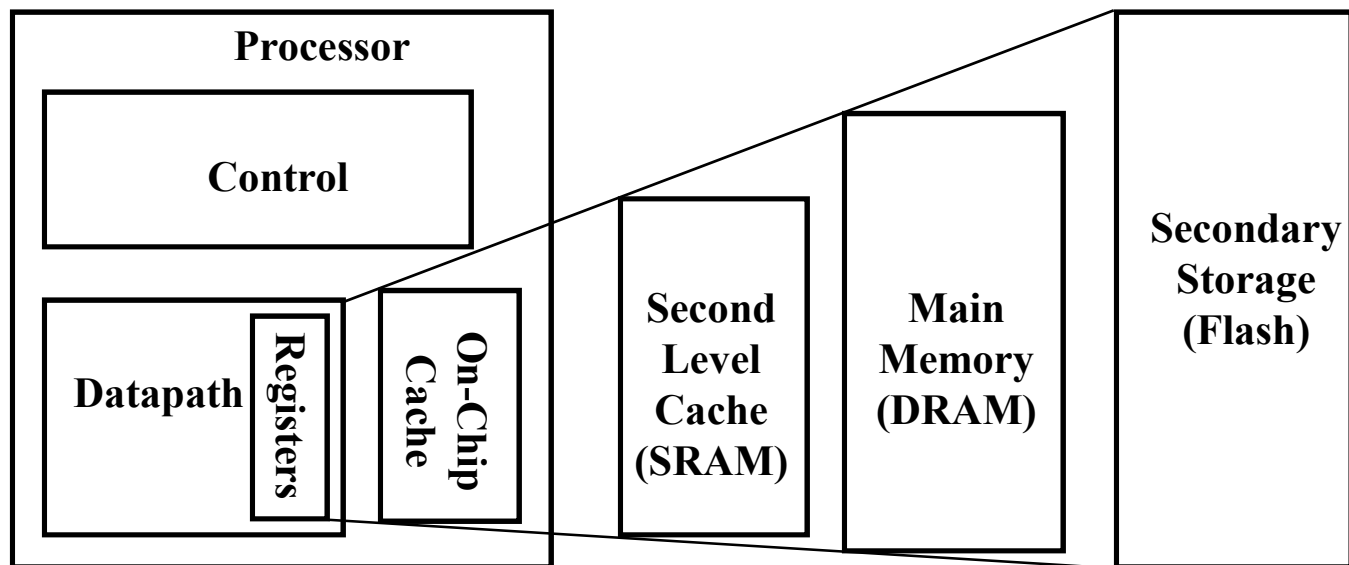 Processor
Control
Datapath
Registers
On-Chip
Cache
Second
Level
Cache
(SRAM)
Main
Memory
(DRAM)
Secondary
Storage
(Flash)